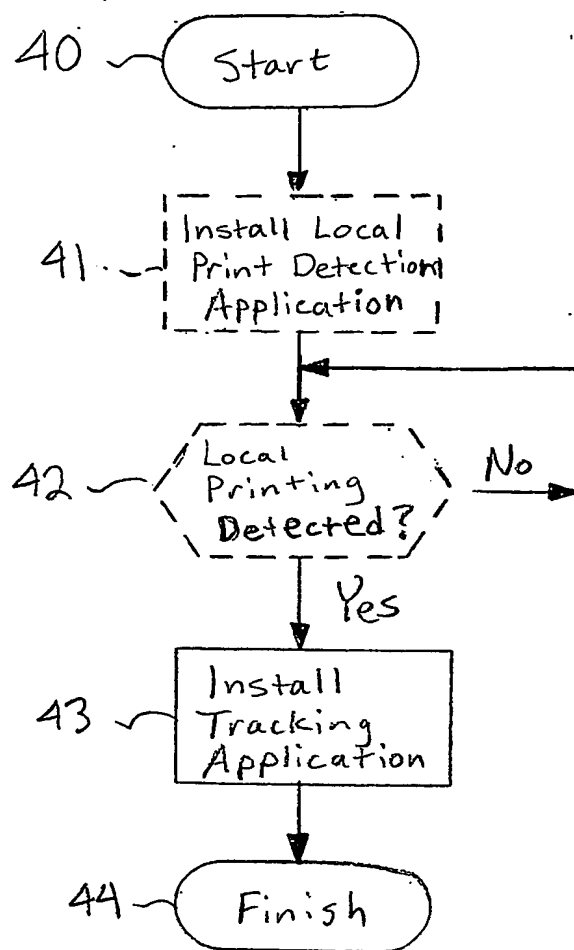 40
Start
41
Install Local
Print Detection
Application
42
Local
Printing
Detected?
No
Yes
43
Install
Tracking
Application
44
Finish